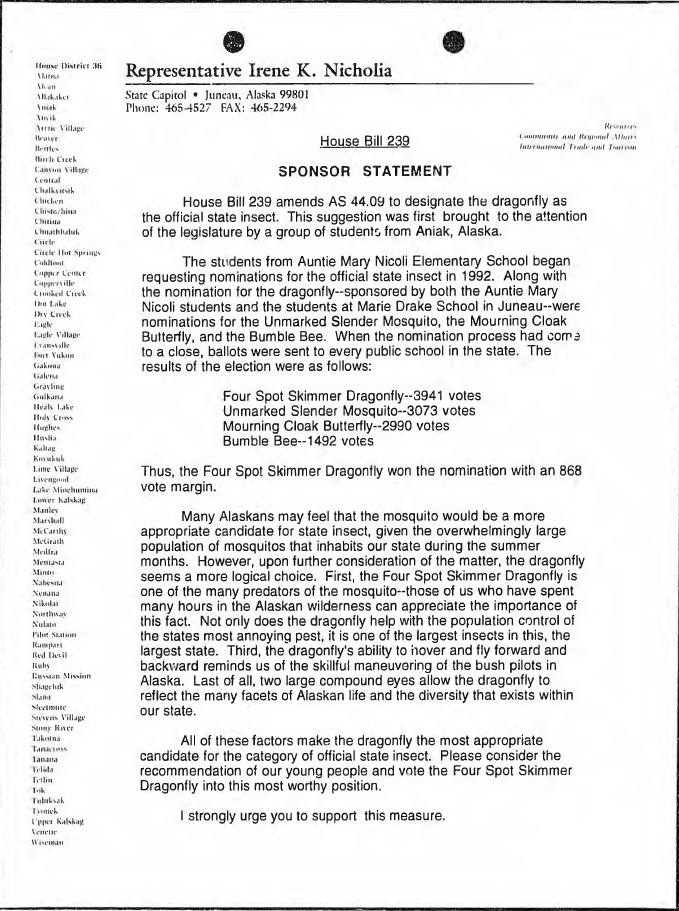 House District 36
Alatna
Alcan
Allakaket
Aniak
Anvik
Arctic Village
Beaver
Bettles
Birch Creek
Canyon Village
Central
Chalkyitsik
Chicken
Chistochina
Chitina
Chuathbaluk
Circle
Circle Hot Springs
Coldfoot
Copper Center
Copperville
Crooked Creek
Dot Lake
Dry Creek
Eagle
Eagle Village
Evansville
Fort Yukon
Gakona
Galena
Grayling
Gulkana
Healy Lake
Holy Cross
Hughes
Huslia
Kaltag
Koyukuk
Lime Village
Livengood
Lake Minchumina
Lower Kalskag
Manley
Marshall
McCarthy
McGrath
Medfra
Mentasta
Minto
Nabesna
Nenana
Nikolai
Northway
Nulato
Pilot Station
Rampart
Red Devil
Ruby
Russian Mission
Shageluk
Slana
Sleetmute
Stevens Village
Stony River
Takotna
Tanacross
Tanana
Telida
Tetlin
Tok
Tuluksak
Tyonek
Upper Kalskag
Venetie
Wiseman
Representative Irene K. Nicholia
State Capitol • Juneau, Alaska 99801
Phone: 465-4527 FAX: 465-2294
Resources
Community and Regional Affairs
International Trade and Tourism
House Bill 239
SPONSOR STATEMENT
House Bill 239 amends AS 44.09 to designate the dragonfly as
the official state insect. This suggestion was first brought to the attention
of the legislature by a group of students from Aniak, Alaska.
The students from Auntie Mary Nicoli Elementary School began
requesting nominations for the official state insect in 1992. Along with
the nomination for the dragonfly--sponsored by both the Auntie Mary
Nicoli students and the students at Marie Drake School in Juneau--were
nominations for the Unmarked Slender Mosquito, the Mourning Cloak
Butterfly, and the Bumble Bee. When the nomination process had come
to a close, ballots were sent to every public school in the state. The
results of the election were as follows:
Four Spot Skimmer Dragonfly--3941 votes
Unmarked Slender Mosquito--3073 votes
Mourning Cloak Butterfly--2990 votes
Bumble Bee--1492 votes
Thus, the Four Spot Skimmer Dragonfly won the nomination with an 868
vote margin.
Many Alaskans may feel that the mosquito would be a more
appropriate candidate for state insect, given the overwhelmingly large
population of mosquitos that inhabits our state during the summer
months. However, upon further consideration of the matter, the dragonfly
seems a more logical choice. First, the Four Spot Skimmer Dragonfly is
one of the many predators of the mosquito--those of us who have spent
many hours in the Alaskan wilderness can appreciate the importance of
this fact. Not only does the dragonfly help with the population control of
the states most annoying pest, it is one of the largest insects in this, the
largest state. Third, the dragonfly's ability to hover and fly forward and
backward reminds us of the skillful maneuvering of the bush pilots in
Alaska. Last of all, two large compound eyes allow the dragonfly to
reflect the many facets of Alaskan life and the diversity that exists within
our state.
All of these factors make the dragonfly the most appropriate
candidate for the category of official state insect. Please consider the
recommendation of our young people and vote the Four Spot Skimmer
Dragonfly into this most worthy position.
I strongly urge you to support this measure.